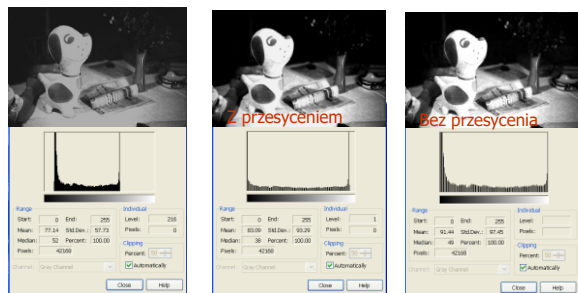 Z przesyceniem
Bez przesycenia
Range
Start: 0 End: 255
Mean: 77.14 Std.Dev.: 57.73
Median: 52 Percent: 100.00
Pixels: 42160
Individual
Level: 216
Pixels: 0
Clipping
Percent: 50
Automatically
Channel: Gray Channel
Close Help
Range
Start: 0 End: 255
Mean: 83.09 Std.Dev.: 93.29
Median: 38 Percent: 100.00
Pixels: 42160
Individual
Level: 1
Pixels: 0
Clipping
Percent: 50
Automatically
Channel: Gray Channel
Close Help
Range
Start: 0 End: 255
Mean: 91.44 Std.Dev.: 97.45
Median: 49 Percent: 100.00
Pixels: 42160
Individual
Level:
Pixels:
Clipping
Percent: 50
Automatically
Channel: Gray Channel
Close Help